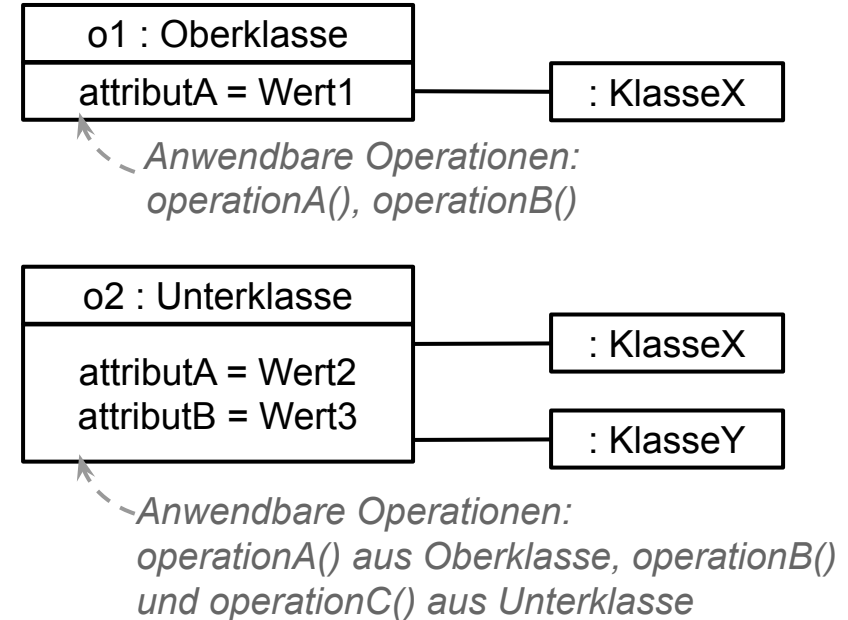 o1 : Oberklasse
attributA = Wert1
: KlasseX
Anwendbare Operationen:
operationA(), operationB()
o2 : Unterklasse
attributA = Wert2
attributB = Wert3
: KlasseX
: KlasseY
Anwendbare Operationen:
operationA() aus Oberklasse, operationB()
und operationC() aus Unterklasse